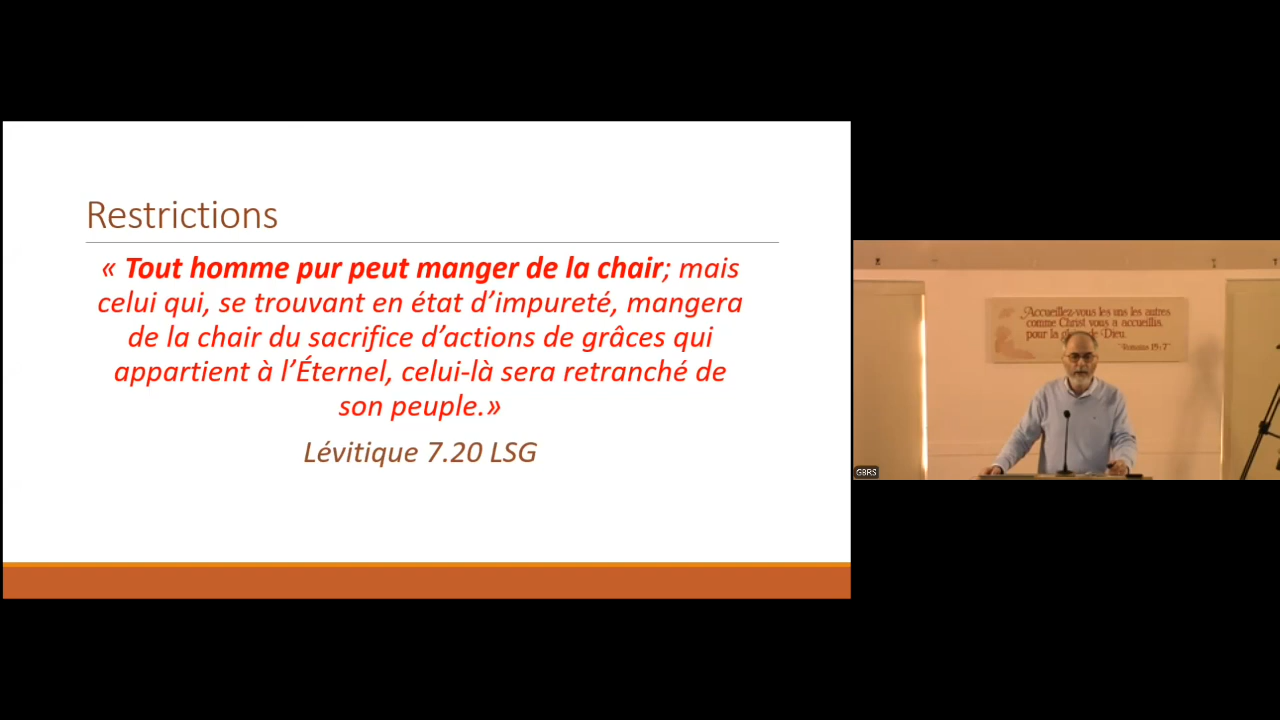 Restrictions
« Tout homme pur peut manger de la chair; mais
celui qui, se trouvant en état d’impureté, mangera
de la chair du sacrifice d’actions de grâces qui
appartient à l’Éternel, celui-là sera retranché de
son peuple.»
Lévitique 7.20 LSG
Accueillez-vous les uns les autres
comme Christ vous a accueillis,
pour la de Dieu.
Romains 15:7
GBRS